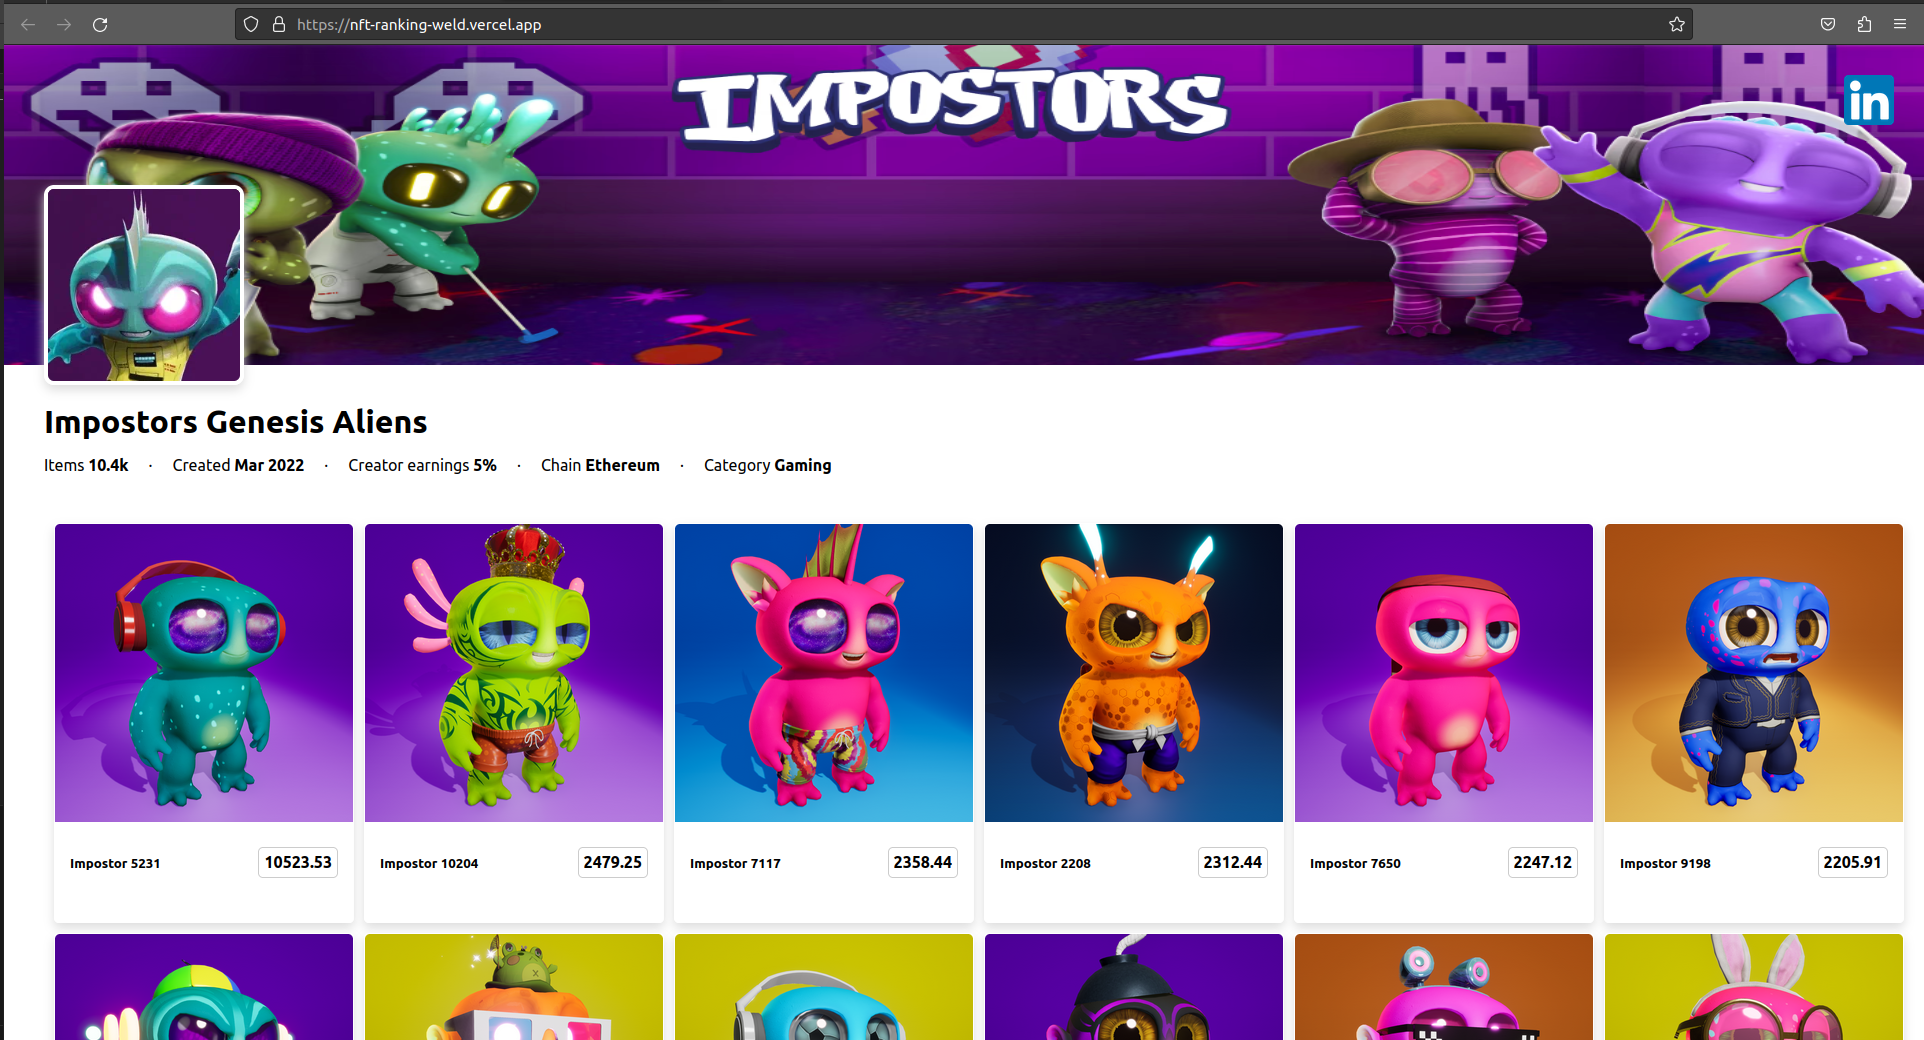 https://nft-ranking-weld.vercel.app
IMPOSTORS
in
Impostors Genesis Aliens
Items 10.4k · Created Mar 2022 · Creator earnings 5% · Chain Ethereum · Category Gaming
Impostor 5231 10523.53
Impostor 10204 2479.25
Impostor 7117 2358.44
Impostor 2208 2312.44
Impostor 7650 2247.12
Impostor 9198 2205.91